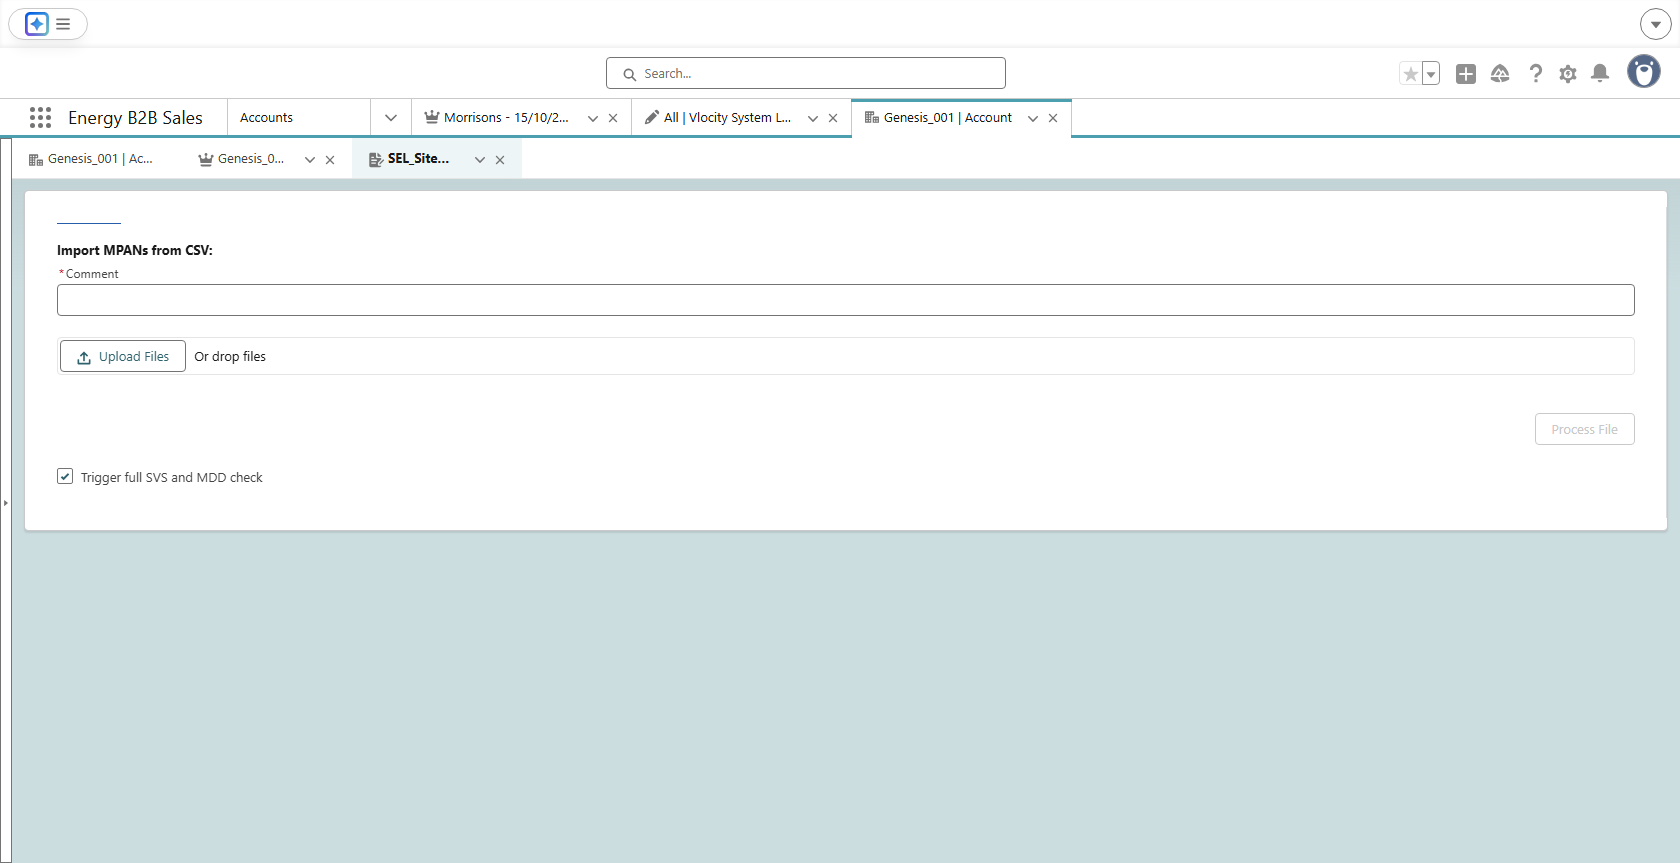 Search...
Energy B2B Sales
Accounts
Morrisons - 15/10/2...
All | Vlocity System L...
Genesis_001 | Account
Genesis_001 | Ac...
Genesis_0...
SEL_Site...
Import MPANs from CSV:
*Comment
Upload Files
Or drop files
Process File
Trigger full SVS and MDD check